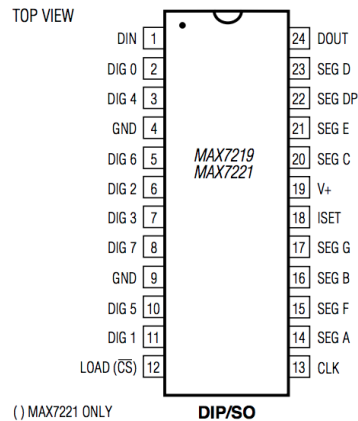 TOP VIEW
DIN 1
DIG 0 2
DIG 4 3
GND 4
DIG 6 5
DIG 2 6
DIG 3 7
DIG 7 8
GND 9
DIG 5 10
DIG 1 11
LOAD (C̅S̅) 12
MAX7219
MAX7221
24 DOUT
23 SEG D
22 SEG DP
21 SEG E
20 SEG C
19 V+
18 ISET
17 SEG G
16 SEG B
15 SEG F
14 SEG A
13 CLK
( ) MAX7221 ONLY
DIP/SO